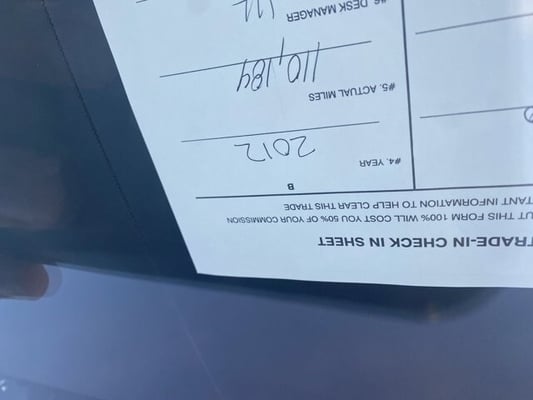 TRADE-IN CHECK IN SHEET
UT THIS FORM 100% WILL COST YOU 50% OF YOUR COMMISSION
TANT INFORMATION TO HELP CLEAR THIS TRADE
B
#4. YEAR 2012
#5. ACTUAL MILES 110,184
#6. DESK MANAGER